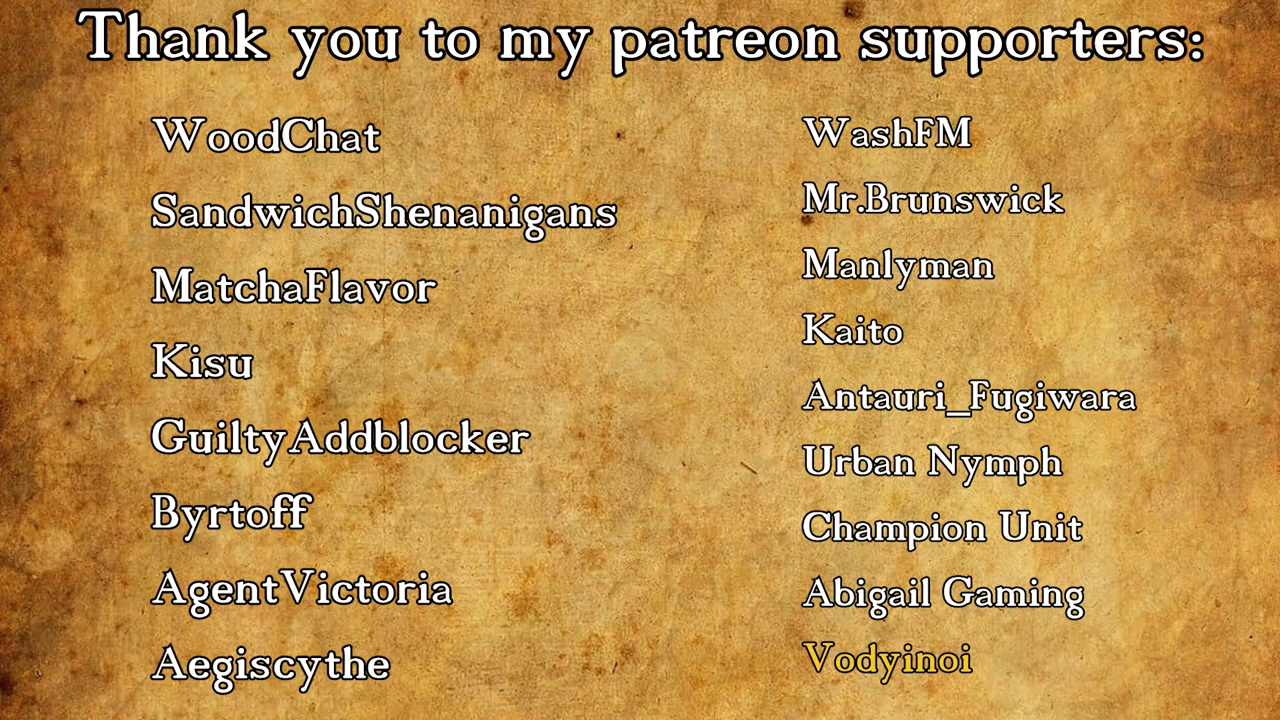 Thank you to my patreon supporters:
WoodChat
SandwichShenanigans
MatchaFlavor
Kisu
GuiltyAddblocker
Byrtoff
AgentVictoria
Aegiscythe
WashFM
Mr.Brunswick
Manlyman
Kaito
Antauri_Fugiwara
Urban Nymph
Champion Unit
Abigail Gaming
Vodyinoi